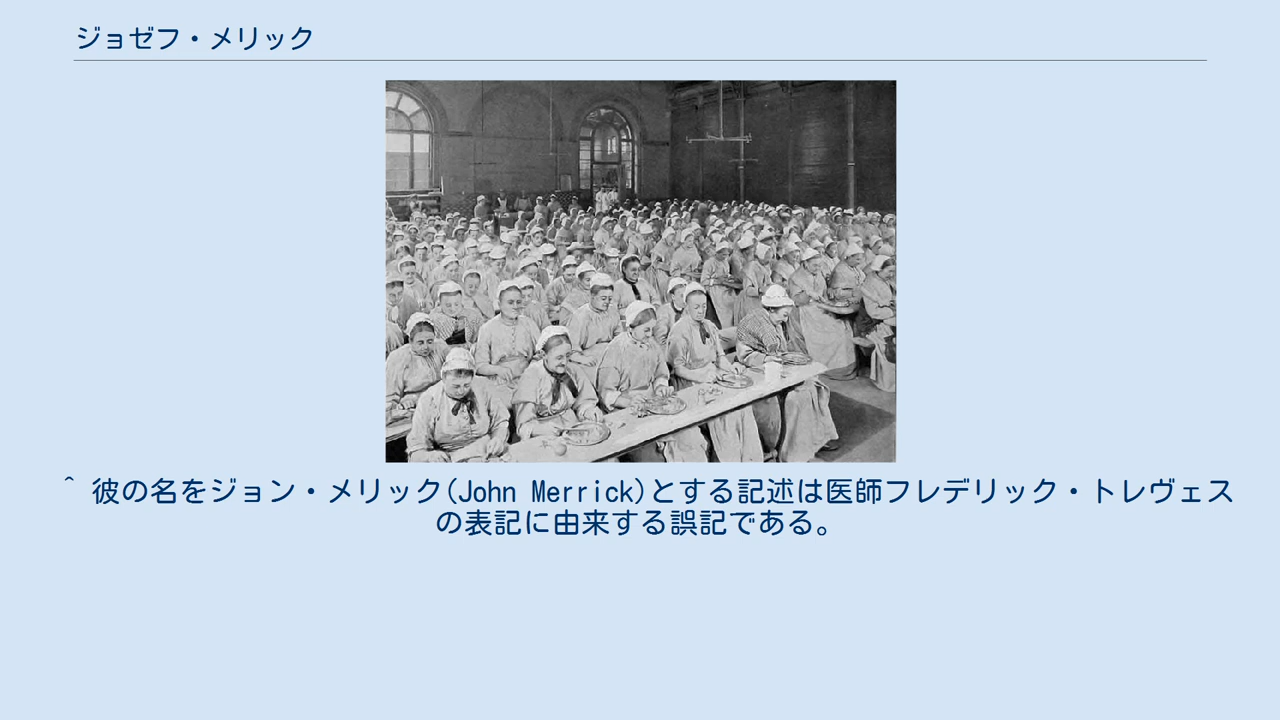 ジョゼフ・メリック
^ 彼の名をジョン・メリック(John Merrick)とする記述は医師フレデリック・トレヴェス
の表記に由来する誤記である。